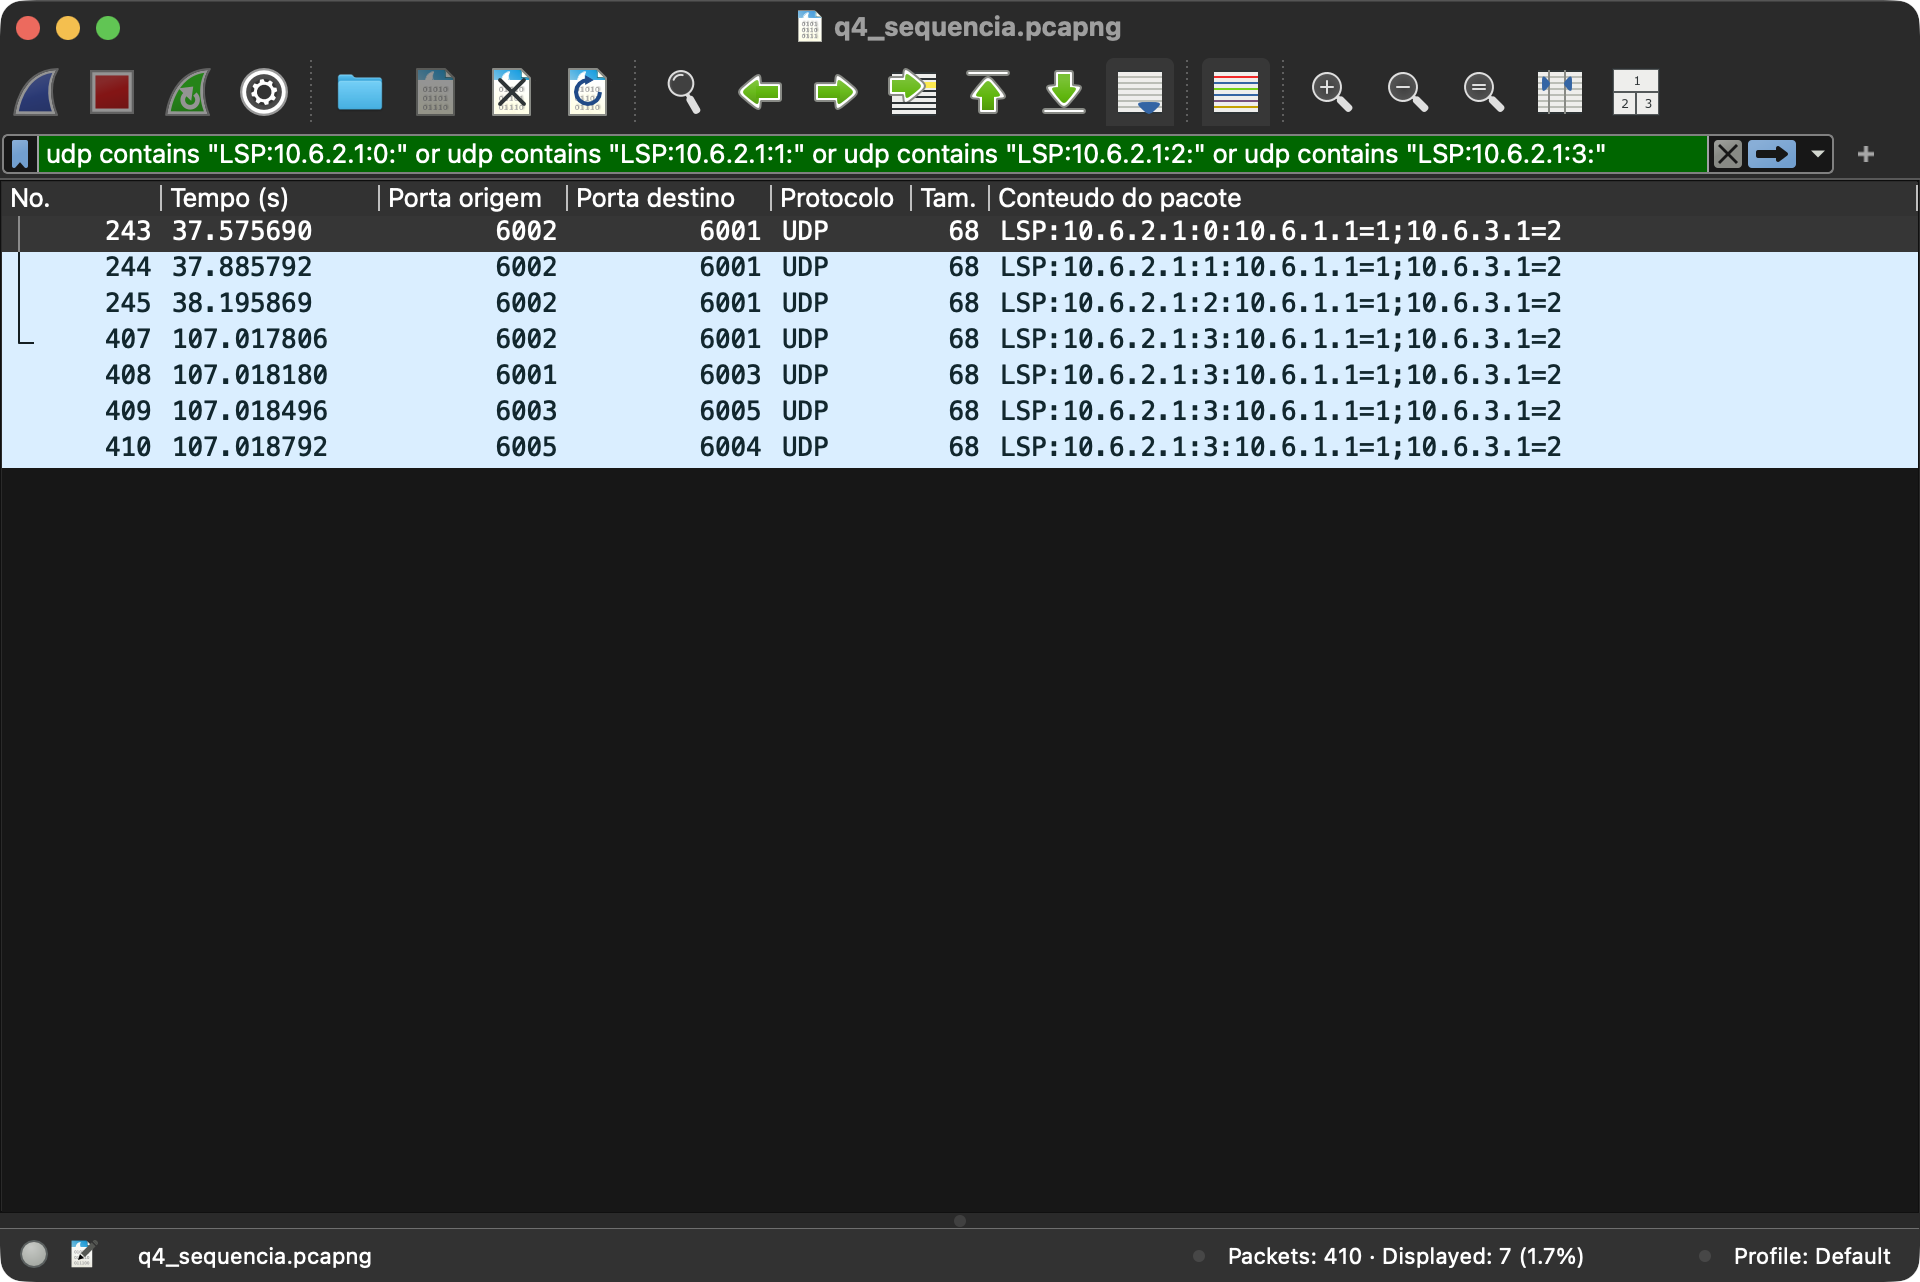 q4_sequencia.pcapng
udp contains "LSP:10.6.2.1:0:" or udp contains "LSP:10.6.2.1:1:" or udp contains "LSP:10.6.2.1:2:" or udp contains "LSP:10.6.2.1:3:"
No. Tempo (s) Porta origem Porta destino Protocolo Tam. Conteudo do pacote
243 37.575690 6002 6001 UDP 68 LSP:10.6.2.1:0:10.6.1.1=1;10.6.3.1=2
244 37.885792 6002 6001 UDP 68 LSP:10.6.2.1:1:10.6.1.1=1;10.6.3.1=2
245 38.195869 6002 6001 UDP 68 LSP:10.6.2.1:2:10.6.1.1=1;10.6.3.1=2
407 107.017806 6002 6001 UDP 68 LSP:10.6.2.1:3:10.6.1.1=1;10.6.3.1=2
408 107.018180 6001 6003 UDP 68 LSP:10.6.2.1:3:10.6.1.1=1;10.6.3.1=2
409 107.018496 6003 6005 UDP 68 LSP:10.6.2.1:3:10.6.1.1=1;10.6.3.1=2
410 107.018792 6005 6004 UDP 68 LSP:10.6.2.1:3:10.6.1.1=1;10.6.3.1=2
q4_sequencia.pcapng Packets: 410 · Displayed: 7 (1.7%) Profile: Default